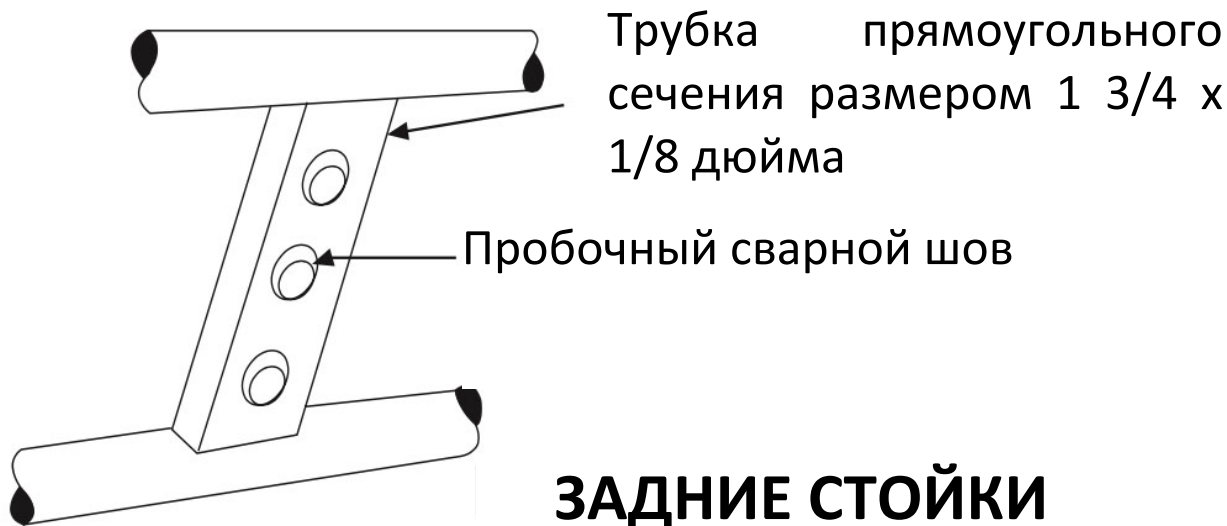 Трубка прямоугольного
сечения размером 1 3/4 х
1/8 дюйма
Пробочный сварной шов
ЗАДНИЕ СТОЙКИ